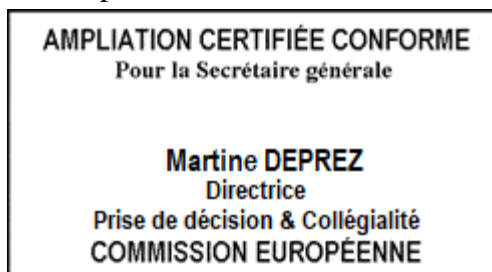 AMPLIATION CERTIFIÉE CONFORME
Pour la Secrétaire générale
Martine DEPREZ
Directrice
Prise de décision & Collégialité
COMMISSION EUROPÉENNE